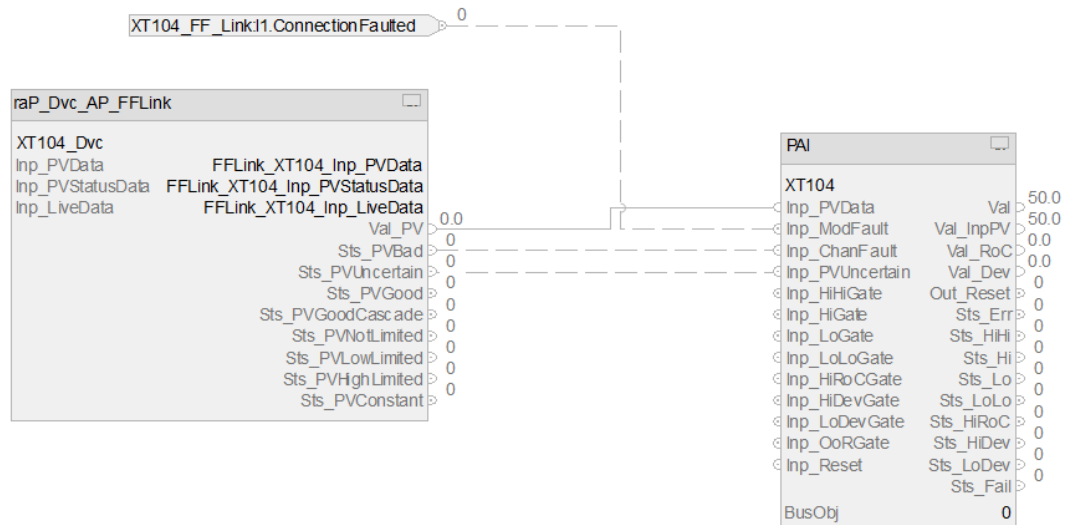 XT104_FF_Link:I1.ConnectionFaulted
0
raP_Dvc_AP_FFLink
XT104_Dvc
Inp_PVData FFLink_XT104_Inp_PVData
Inp_PVStatusData FFLink_XT104_Inp_PVStatusData
Inp_LiveData FFLink_XT104_Inp_LiveData
Val_PV 0.0
Sts_PVBad 0
Sts_PVUncertain 0
Sts_PVGood 0
Sts_PVGoodCascade 0
Sts_PVNotLimited 0
Sts_PVLowLimited 0
Sts_PVHighLimited 0
Sts_PVConstant 0
PAI
XT104
Inp_PVData Val 50.0
Inp_ModFault Val_InpPV 50.0
Inp_ChanFault Val_RoC 0.0
Inp_PVUncertain Val_Dev 0.0
Inp_HiHiGate Out_Reset 0
Inp_HiGate Sts_Err 0
Inp_LoGate Sts_HiHi 0
Inp_LoLoGate Sts_Hi 0
Inp_HiRoCGate Sts_Lo 0
Inp_HiDevGate Sts_LoLo 0
Inp_LoDevGate Sts_HiRoC 0
Inp_OoRGate Sts_HiDev 0
Inp_Reset Sts_LoDev 0
Sts_Fail 0
BusObj 0